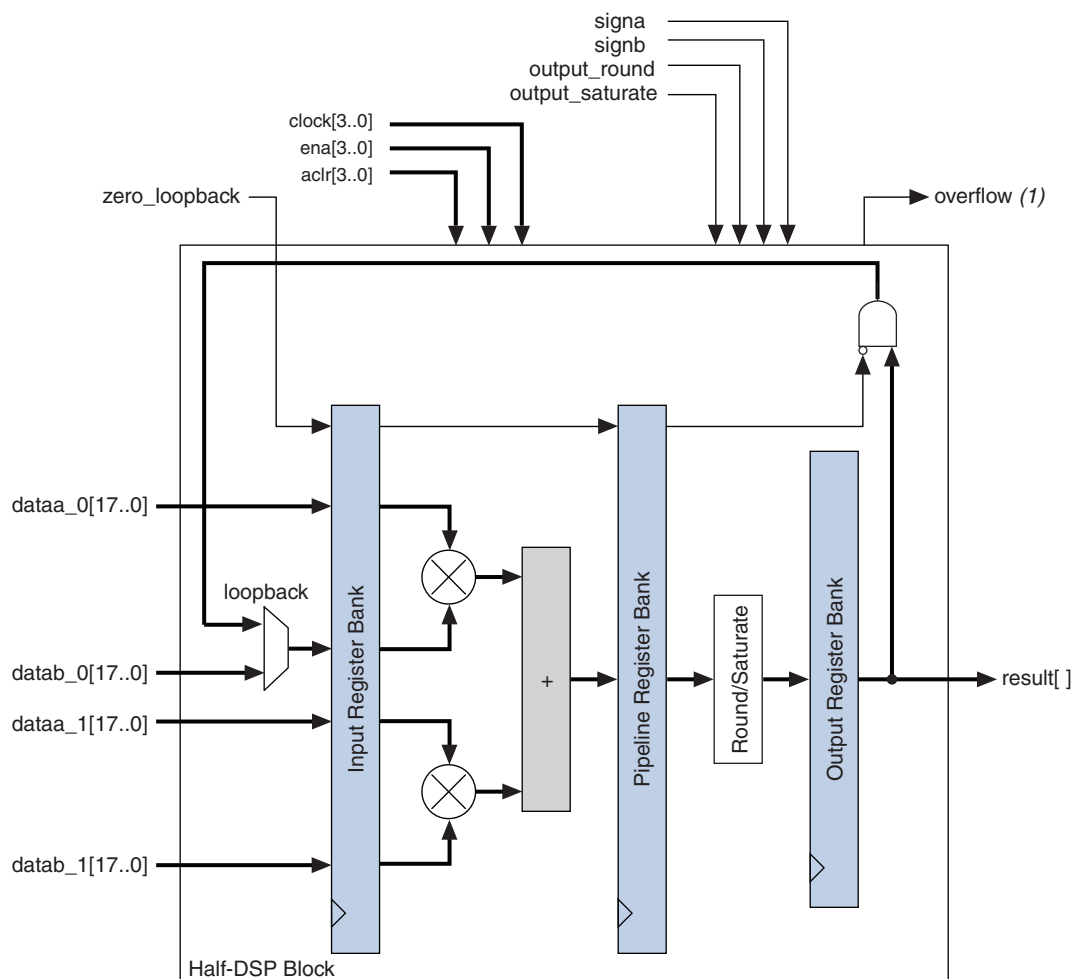 signa
signb
output_round
output_saturate
clock[3..0]
ena[3..0]
aclr[3..0]
zero_loopback
overflow (1)
dataa_0[17..0]
loopback
datab_0[17..0]
dataa_1[17..0]
datab_1[17..0]
Input Register Bank
+
Pipeline Register Bank
Round/Saturate
Output Register Bank
result[ ]
Half-DSP Block